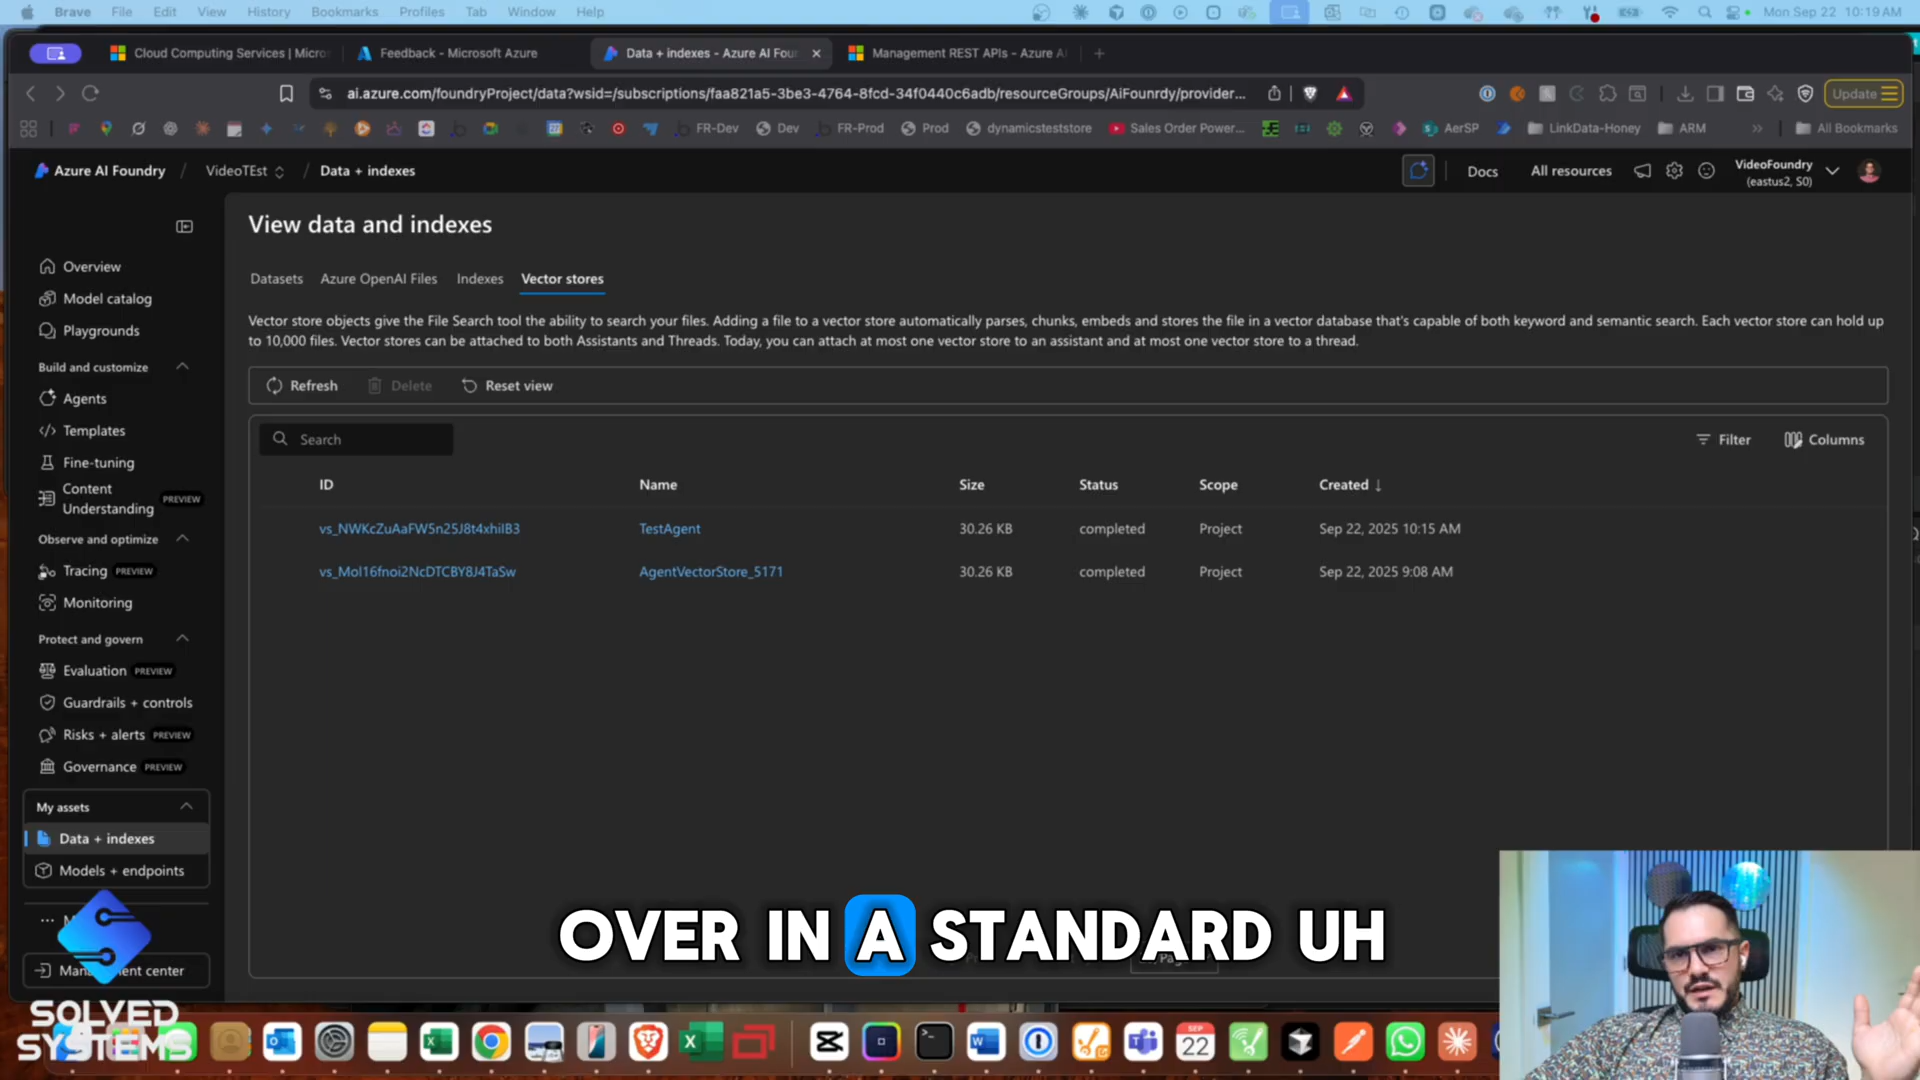 Brave File Edit View History Bookmarks Profiles Tab Window Help Mon Sep 22 10:19 AM
Cloud Computing Services | Micro Feedback - Microsoft Azure Data + indexes - Azure AI Foun Management REST APIs - Azure AI
ai.azure.com/foundryProject/data?wsid=/subscriptions/faa821a5-3be3-4764-8fcd-34f0440c6adb/resourceGroups/AiFounrdy/provider... Update
FR-Dev Dev FR-Prod Prod dynamicsteststore Sales Order Power... AerSP LinkData-Honey ARM » All Bookmarks
Azure AI Foundry / VideoTEst / Data + indexes Docs All resources VideoFoundry
(eastus2, S0)
View data and indexes
Overview
Model catalog
Playgrounds
Build and customize
Agents
Templates
Fine-tuning
Content Understanding PREVIEW
Observe and optimize
Tracing PREVIEW
Monitoring
Protect and govern
Evaluation PREVIEW
Guardrails + controls
Risks + alerts PREVIEW
Governance PREVIEW
My assets
Data + indexes
Models + endpoints
Datasets Azure OpenAI Files Indexes Vector stores
Vector store objects give the File Search tool the ability to search your files. Adding a file to a vector store automatically parses, chunks, embeds and stores the file in a vector database that's capable of both keyword and semantic search. Each vector store can hold up
to 10,000 files. Vector stores can be attached to both Assistants and Threads. Today, you can attach at most one vector store to an assistant and at most one vector store to a thread.
Refresh Delete Reset view
Search Filter Columns
ID Name Size Status Scope Created ↓
vs_NWKcZuAaFW5n25J8t4xhiIB3 TestAgent 30.26 KB completed Project Sep 22, 2025 10:15 AM
vs_Mol16fnoi2NcDTCBY8J4TaSw AgentVectorStore_5171 30.26 KB completed Project Sep 22, 2025 9:08 AM
OVER IN A STANDARD UH
center
SOLVED
SYSTEMS
SEP
22